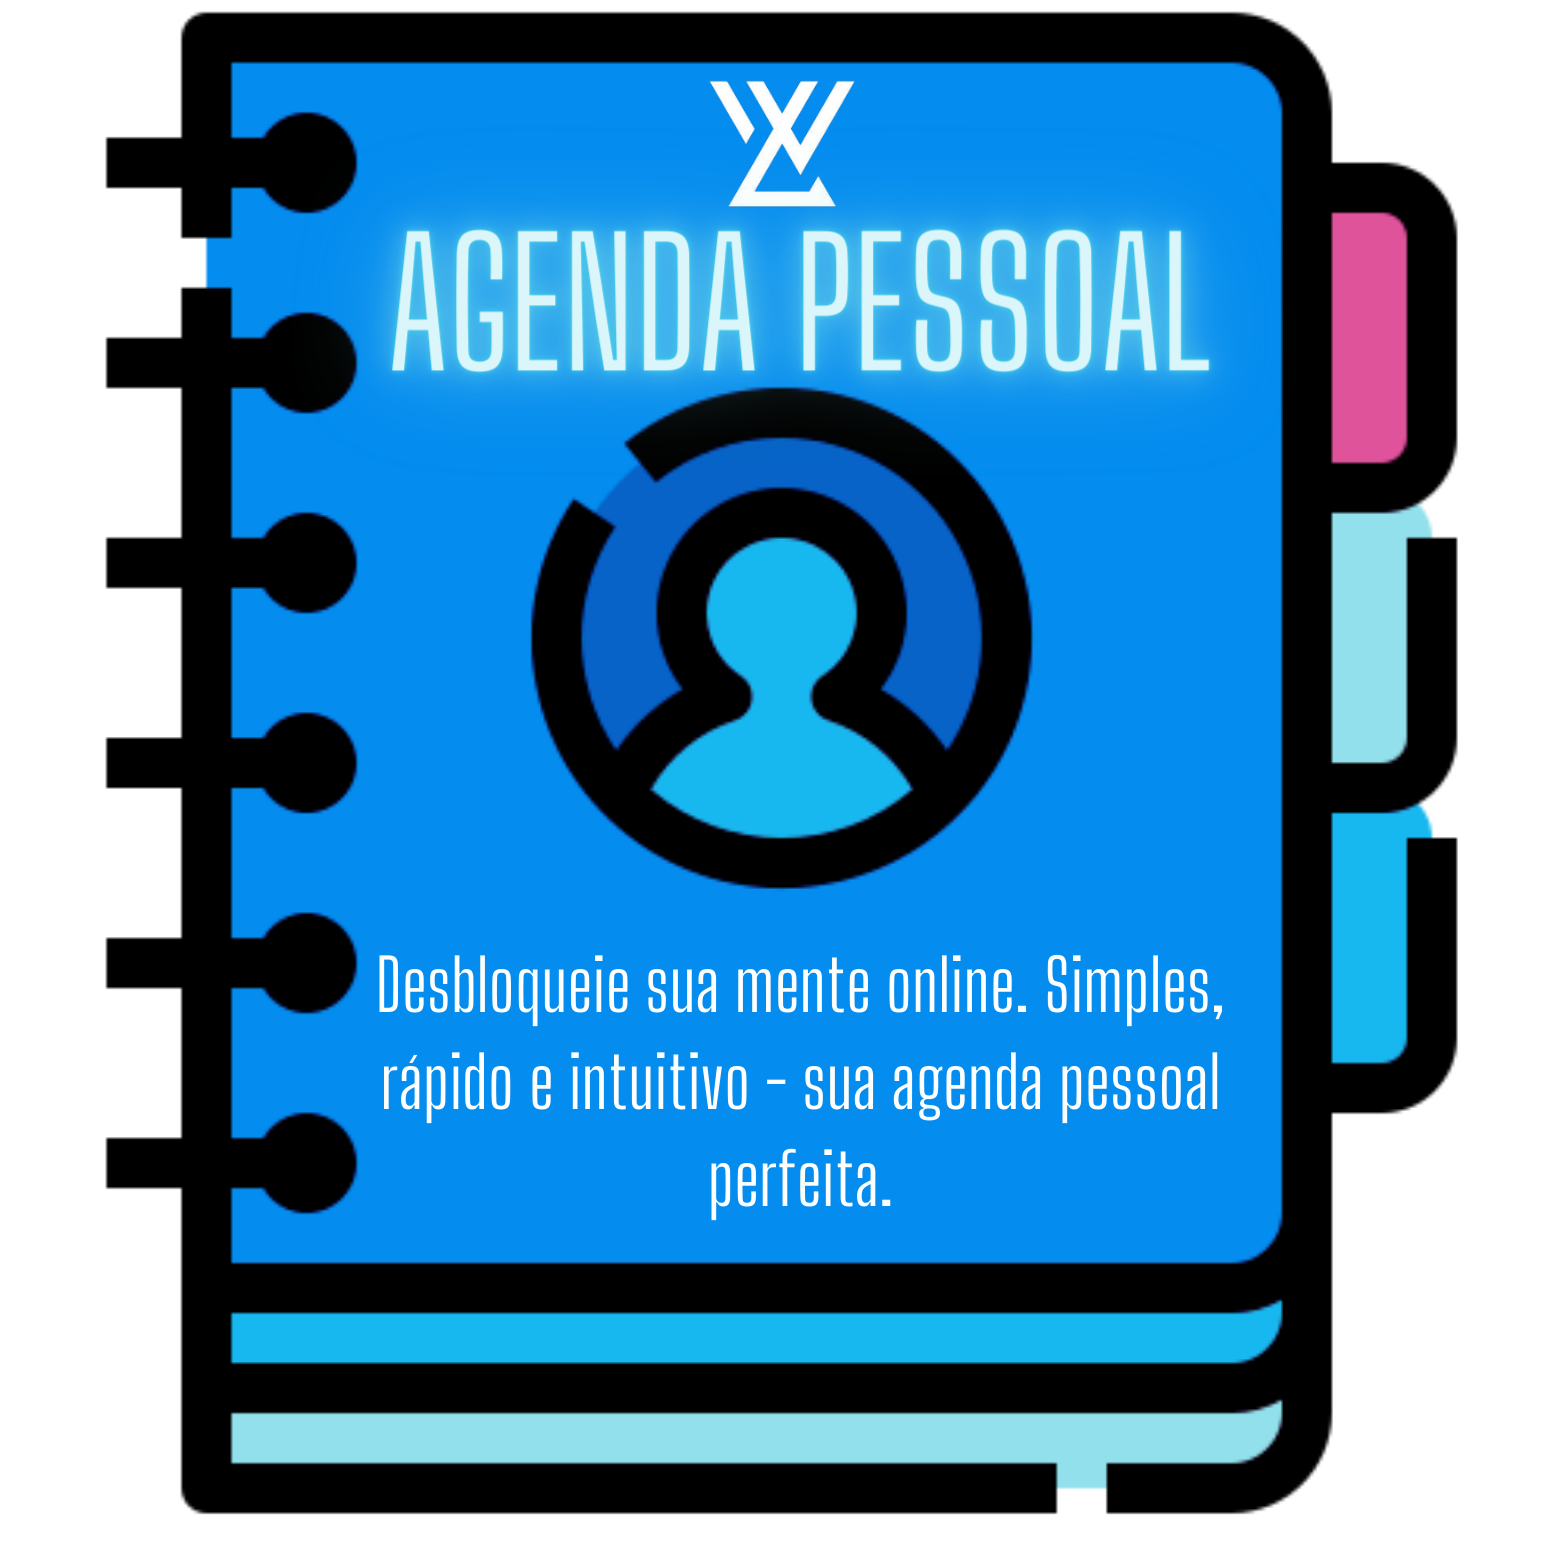 AGENDA PESSOAL
Desbloqueie sua mente online. Simples,
rápido e intuitivo - sua agenda pessoal
perfeita.